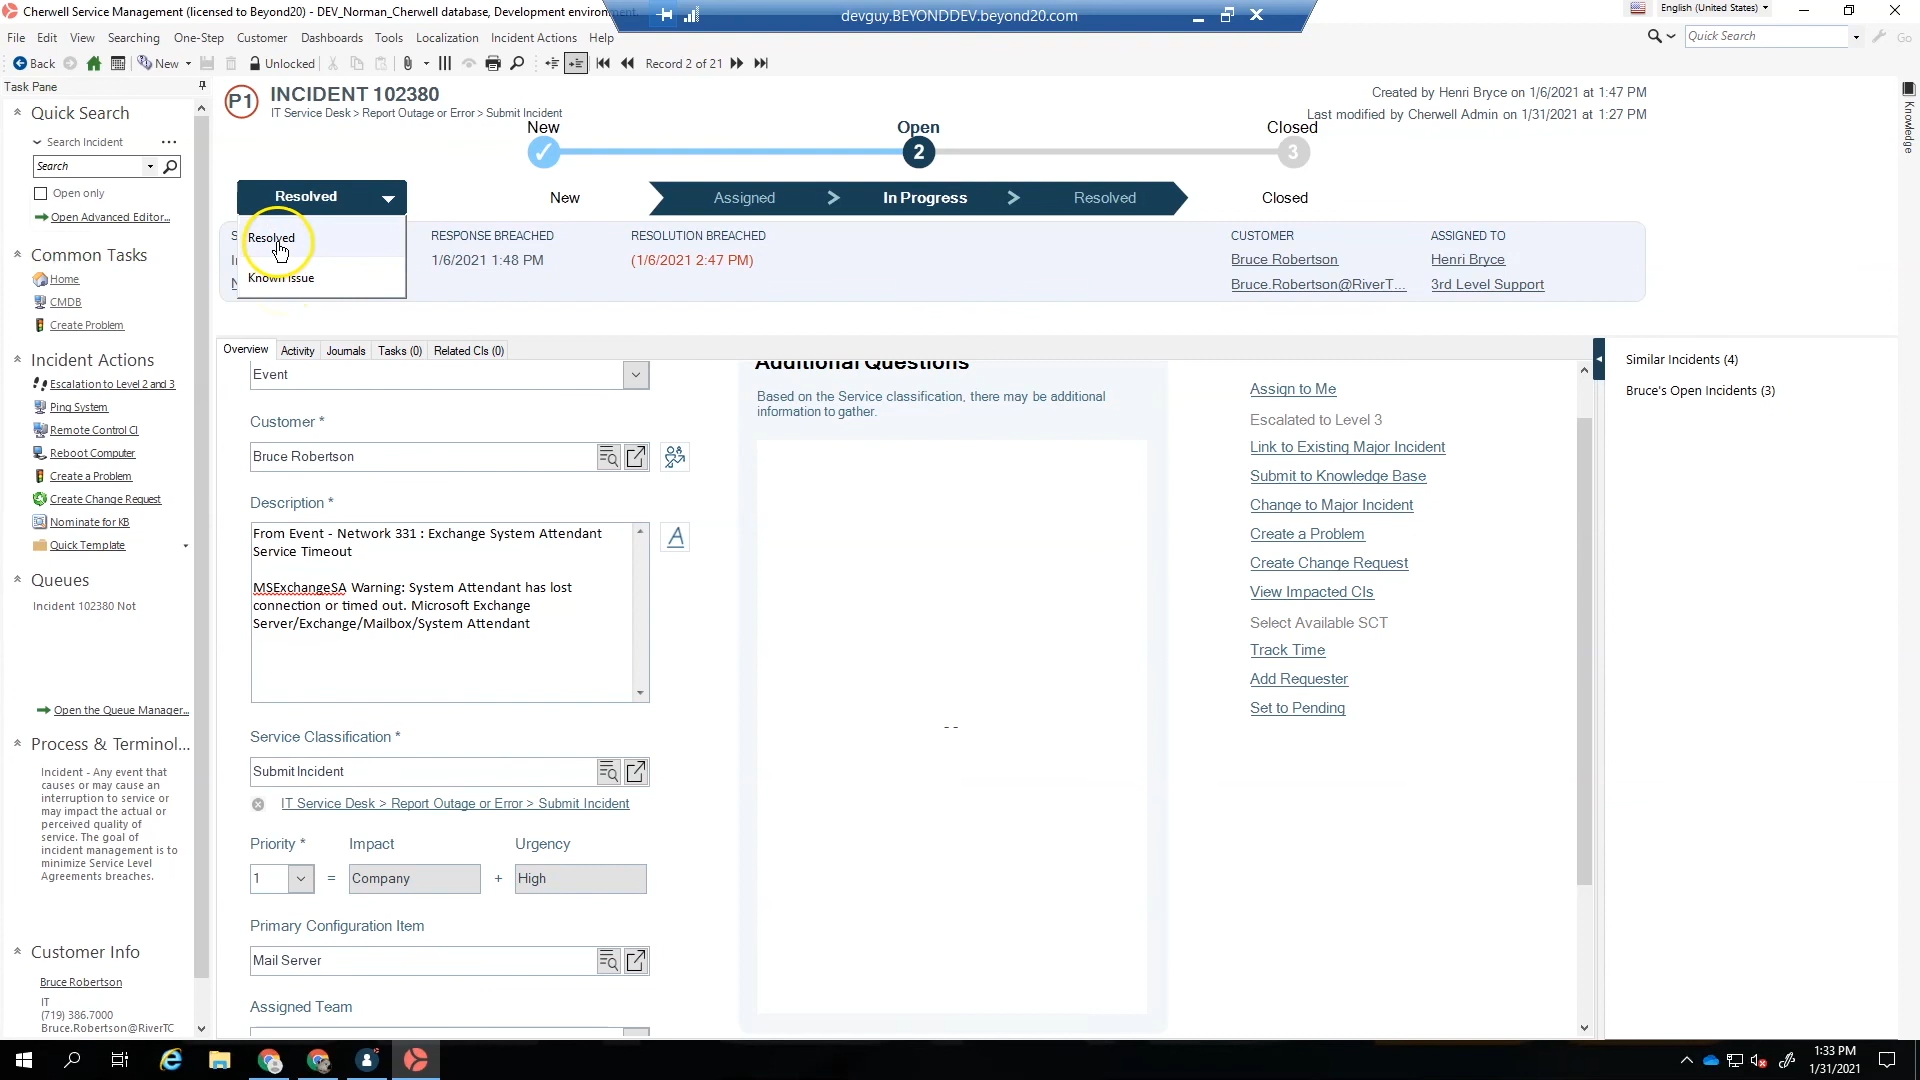 Cherwell Service Management (licensed to Beyond20) - DEV_Norman_Cherwell database, Development environment.
devguy.BEYONDDEV.beyond20.com
English (United States)
File Edit View Searching One-Step Customer Dashboards Tools Localization Incident Actions Help
Quick Search
Go
Back New Unlocked Record 2 of 21
Task Pane
Quick Search
Search Incident
Search
Open only
Open Advanced Editor...
Common Tasks
Home
CMDB
Create Problem
Incident Actions
Escalation to Level 2 and 3
Ping System
Remote Control CI
Reboot Computer
Create a Problem
Create Change Request
Nominate for KB
Quick Template
Queues
Incident 102380 Not
Open the Queue Manager...
Process & Terminol...
Incident - Any event that
causes or may cause an
interruption to service or
may impact the actual or
perceived quality of
service. The goal of
incident management is to
minimize Service Level
Agreements breaches.
Customer Info
Bruce Robertson
IT
(719) 386.7000
Bruce.Robertson@RiverTC
P1
INCIDENT 102380
IT Service Desk > Report Outage or Error > Submit Incident
Created by Henri Bryce on 1/6/2021 at 1:47 PM
Last modified by Cherwell Admin on 1/31/2021 at 1:27 PM
New Open Closed
2 3
Resolved
New Assigned > In Progress > Resolved Closed
Resolved
Known Issue
S
I
N
RESPONSE BREACHED
1/6/2021 1:48 PM
RESOLUTION BREACHED
(1/6/2021 2:47 PM)
CUSTOMER
Bruce Robertson
Bruce.Robertson@RiverT...
ASSIGNED TO
Henri Bryce
3rd Level Support
Overview Activity Journals Tasks (0) Related CIs (0)
Event
Customer *
Bruce Robertson
Description *
From Event - Network 331 : Exchange System Attendant
Service Timeout
MSExchangeSA Warning: System Attendant has lost
connection or timed out. Microsoft Exchange
Server/Exchange/Mailbox/System Attendant
A
Service Classification *
Submit Incident
IT Service Desk > Report Outage or Error > Submit Incident
Priority * Impact Urgency
1 = Company + High
Primary Configuration Item
Mail Server
Assigned Team
Additional Questions
Based on the Service classification, there may be additional
information to gather.
- -
Assign to Me
Escalated to Level 3
Link to Existing Major Incident
Submit to Knowledge Base
Change to Major Incident
Create a Problem
Create Change Request
View Impacted CIs
Select Available SCT
Track Time
Add Requester
Set to Pending
Similar Incidents (4)
Bruce's Open Incidents (3)
Knowledge
1:33 PM
1/31/2021